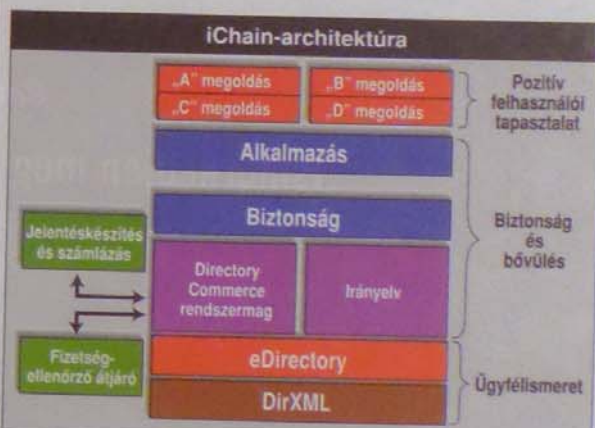 iChain-architektúra
„A” megoldás
„B” megoldás
„C” megoldás
„D” megoldás
Pozitív
felhasználói
tapasztalat
Alkalmazás
Biztonság
Jelentéskészítés
és számlázás
Directory
Commerce
rendszermag
Irányelv
Biztonság
és
bővülés
Fizetség-
ellenőrző átjáró
eDirectory
DirXML
Ügyfélismeret